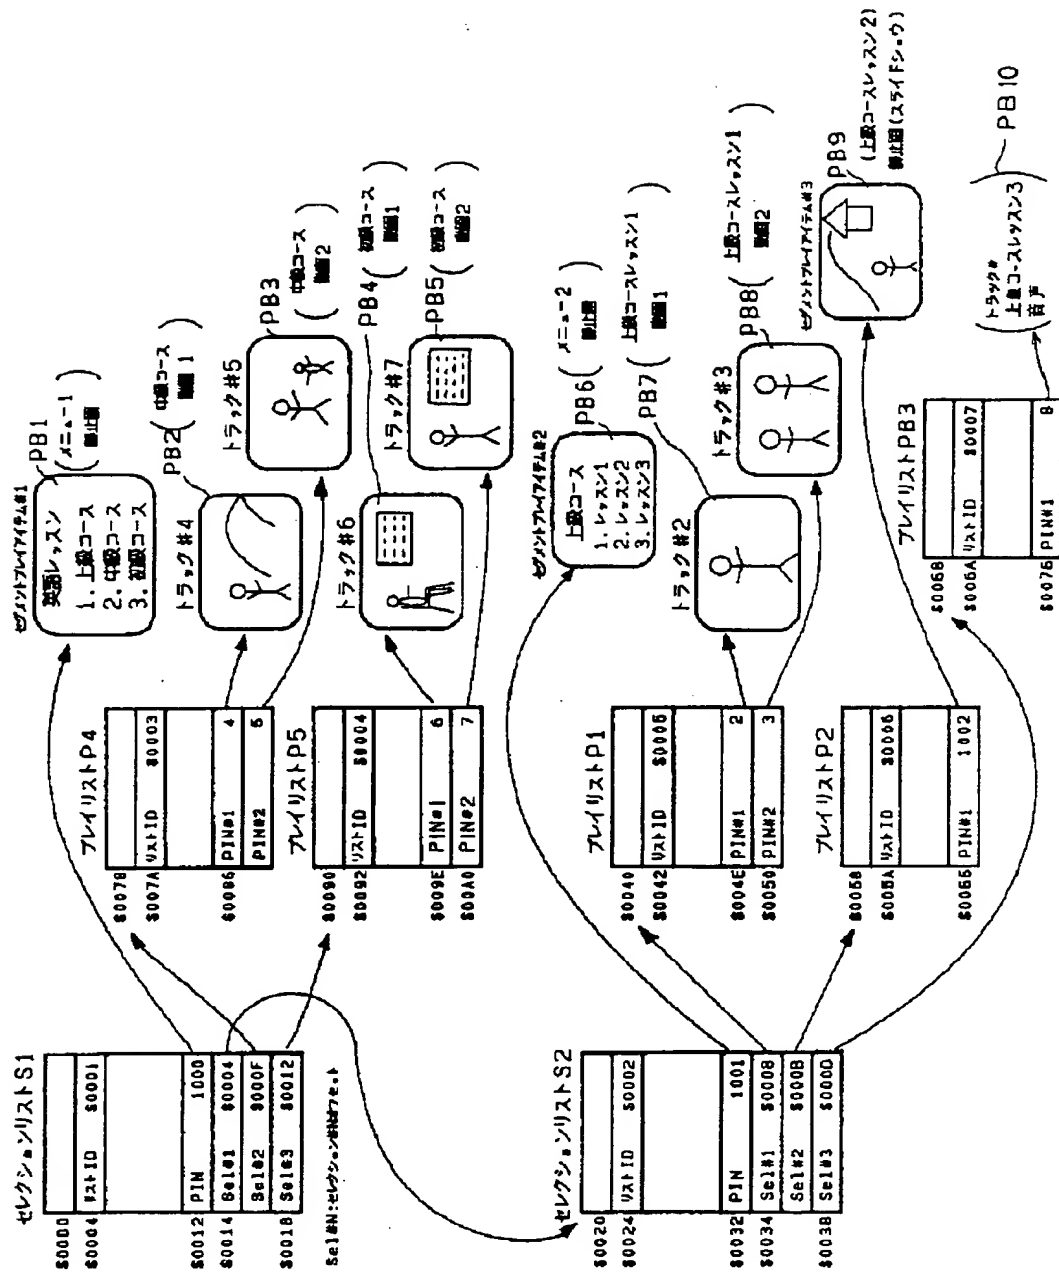 セレクションリストS1
$0000
$0004 リストID $0001
$0012 PIN 1000
$0014 Sel#1 $0004
Sel#2 $000F
$0018 Sel#3 $0012
Sel#N:セレクション#Nオフセット
プレイリストP4
$0078
$007A リストID $0003
$0086 PIN#1 4
PIN#2 5
プレイリストP5
$0090
$0092 リストID $0004
$009E PIN#1 6
$00A0 PIN#2 7
セグメントプレイアイテム#1
英語レッスン
1. 上級コース
2. 中級コース
3. 初級コース
PB1
(メニュー1 静止画)
トラック#4
PB2
(中級コース 動画1)
トラック#5
PB3
(中級コース 動画2)
トラック#6
PB4
(初級コース 動画1)
トラック#7
PB5
(初級コース 動画2)
セレクションリストS2
$0020
$0024 リストID $0002
$0032 PIN 1001
$0034 Sel#1 $0008
Sel#2 $000B
$0038 Sel#3 $000D
プレイリストP1
$0040
$0042 リストID $0005
$004E PIN#1 2
$0050 PIN#2 3
プレイリストP2
$0058
$005A リストID $0006
$0066 PIN#1 1002
セグメントプレイアイテム#2
上級コース
1. レッスン1
2. レッスン2
3. レッスン3
PB6
(メニュー2 静止画)
トラック#2
PB7
(上級コースレッスン1 動画1)
トラック#3
PB8
(上級コースレッスン1 動画2)
セグメントプレイアイテム#3
PB9
(上級コースレッスン2)
静止画(スライドショウ)
プレイリストPB3
$0068
$006A リストID $0007
$0076 PIN#1 8
トラック#
上級コースレッスン3
音声
PB10